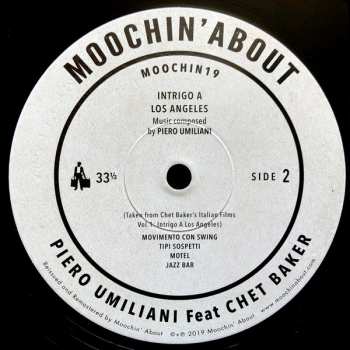 MOOCHIN' ABOUT
MOOCHIN19
INTRIGO A
LOS ANGELES
Music composed
by PIERO UMILIANI
33⅓
SIDE 2
(Taken from Chet Baker's Italian Films
Vol.1: Intrigo A Los Angeles)
MOVIMENTO CON SWING
TIPI SOSPETTI
MOTEL
JAZZ BAR
PIERO UMILIANI Feat CHET BAKER
Restored and Remastered by Moochin' About
©+℗ 2019 Moochin' About
www.moochinabout.com